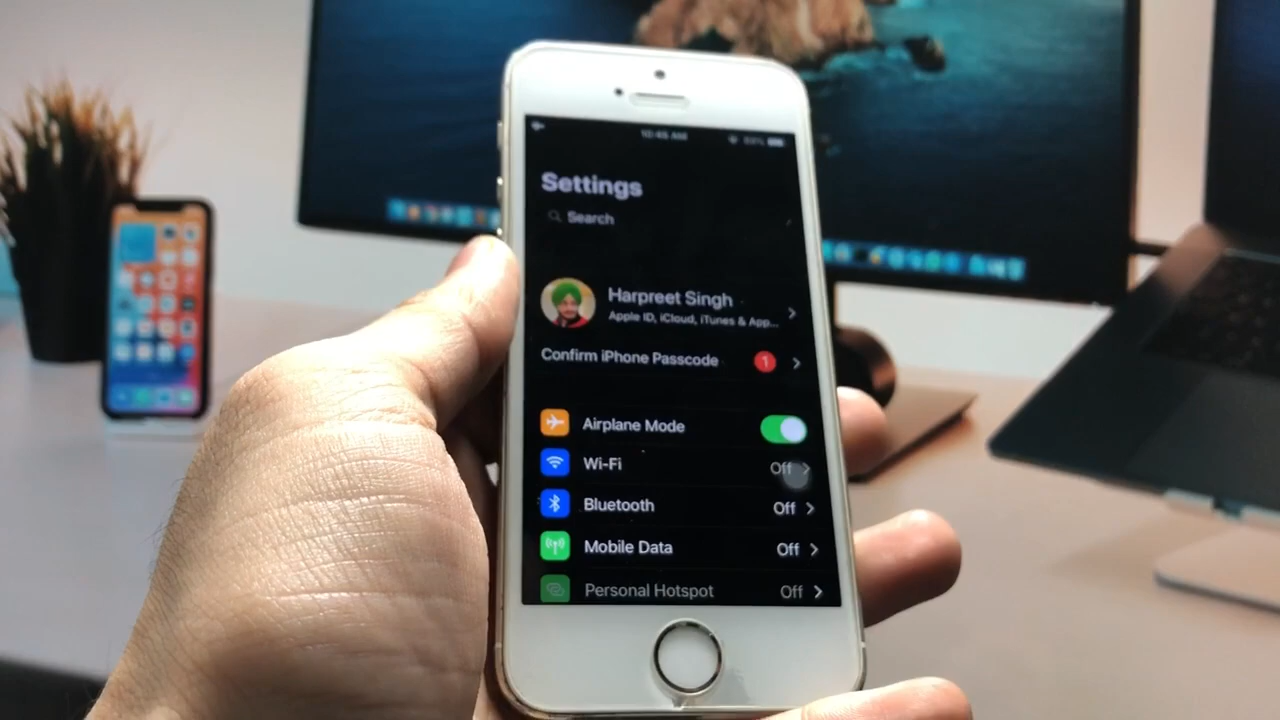 10:45 AM
Settings
Search
Harpreet Singh
Apple ID, iCloud, iTunes & App...
Confirm iPhone Passcode 1
Airplane Mode
Wi-Fi Off
Bluetooth Off
Mobile Data Off
Personal Hotspot Off